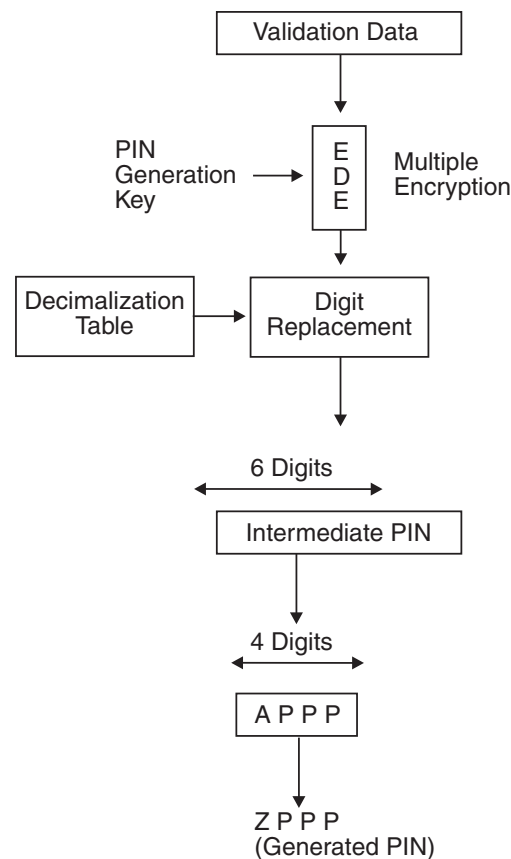 Validation Data
PIN
Generation
Key
E
D
E
Multiple
Encryption
Decimalization
Table
Digit
Replacement
6 Digits
Intermediate PIN
4 Digits
A P P P
Z P P P
(Generated PIN)